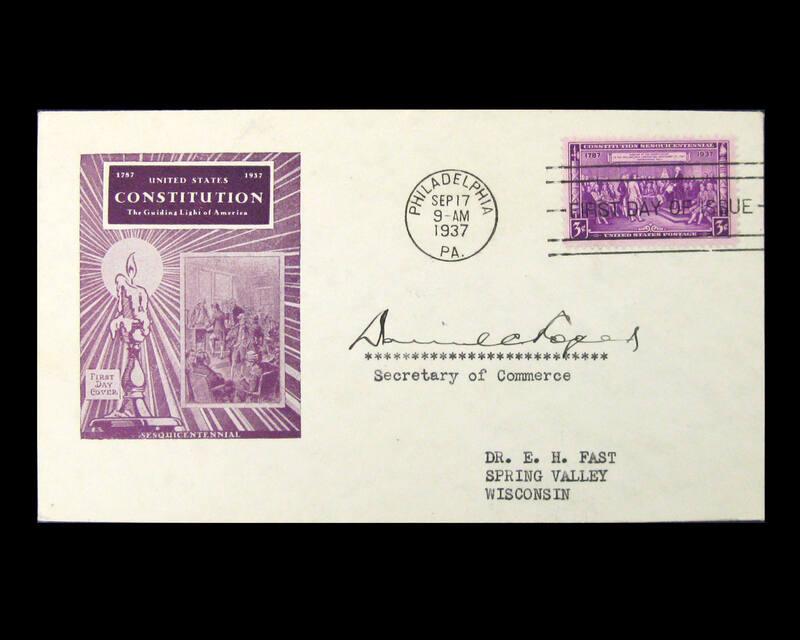 1787 1937
UNITED STATES
CONSTITUTION
The Guiding Light of America
FIRST
DAY
COVER
SESQUICENTENNIAL
PHILADELPHIA
SEP 17
9-AM
1937
PA.
CONSTITUTION SESQUICENTENNIAL
1787 1937
FIRST DAY OF ISSUE
3¢ 3¢
UNITED STATES POSTAGE
Daniel C Roper
*************************
Secretary of Commerce
DR. E. H. FAST
SPRING VALLEY
WISCONSIN